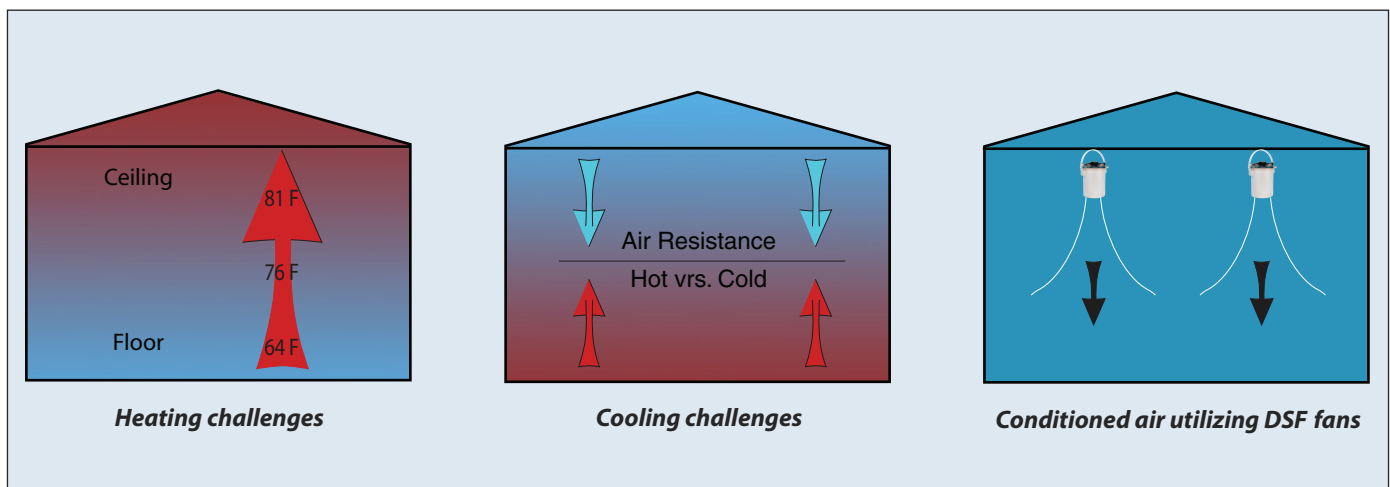 Ceiling
81 F
76 F
Floor
64 F
Heating challenges
Air Resistance
Hot vrs. Cold
Cooling challenges
Conditioned air utilizing DSF fans